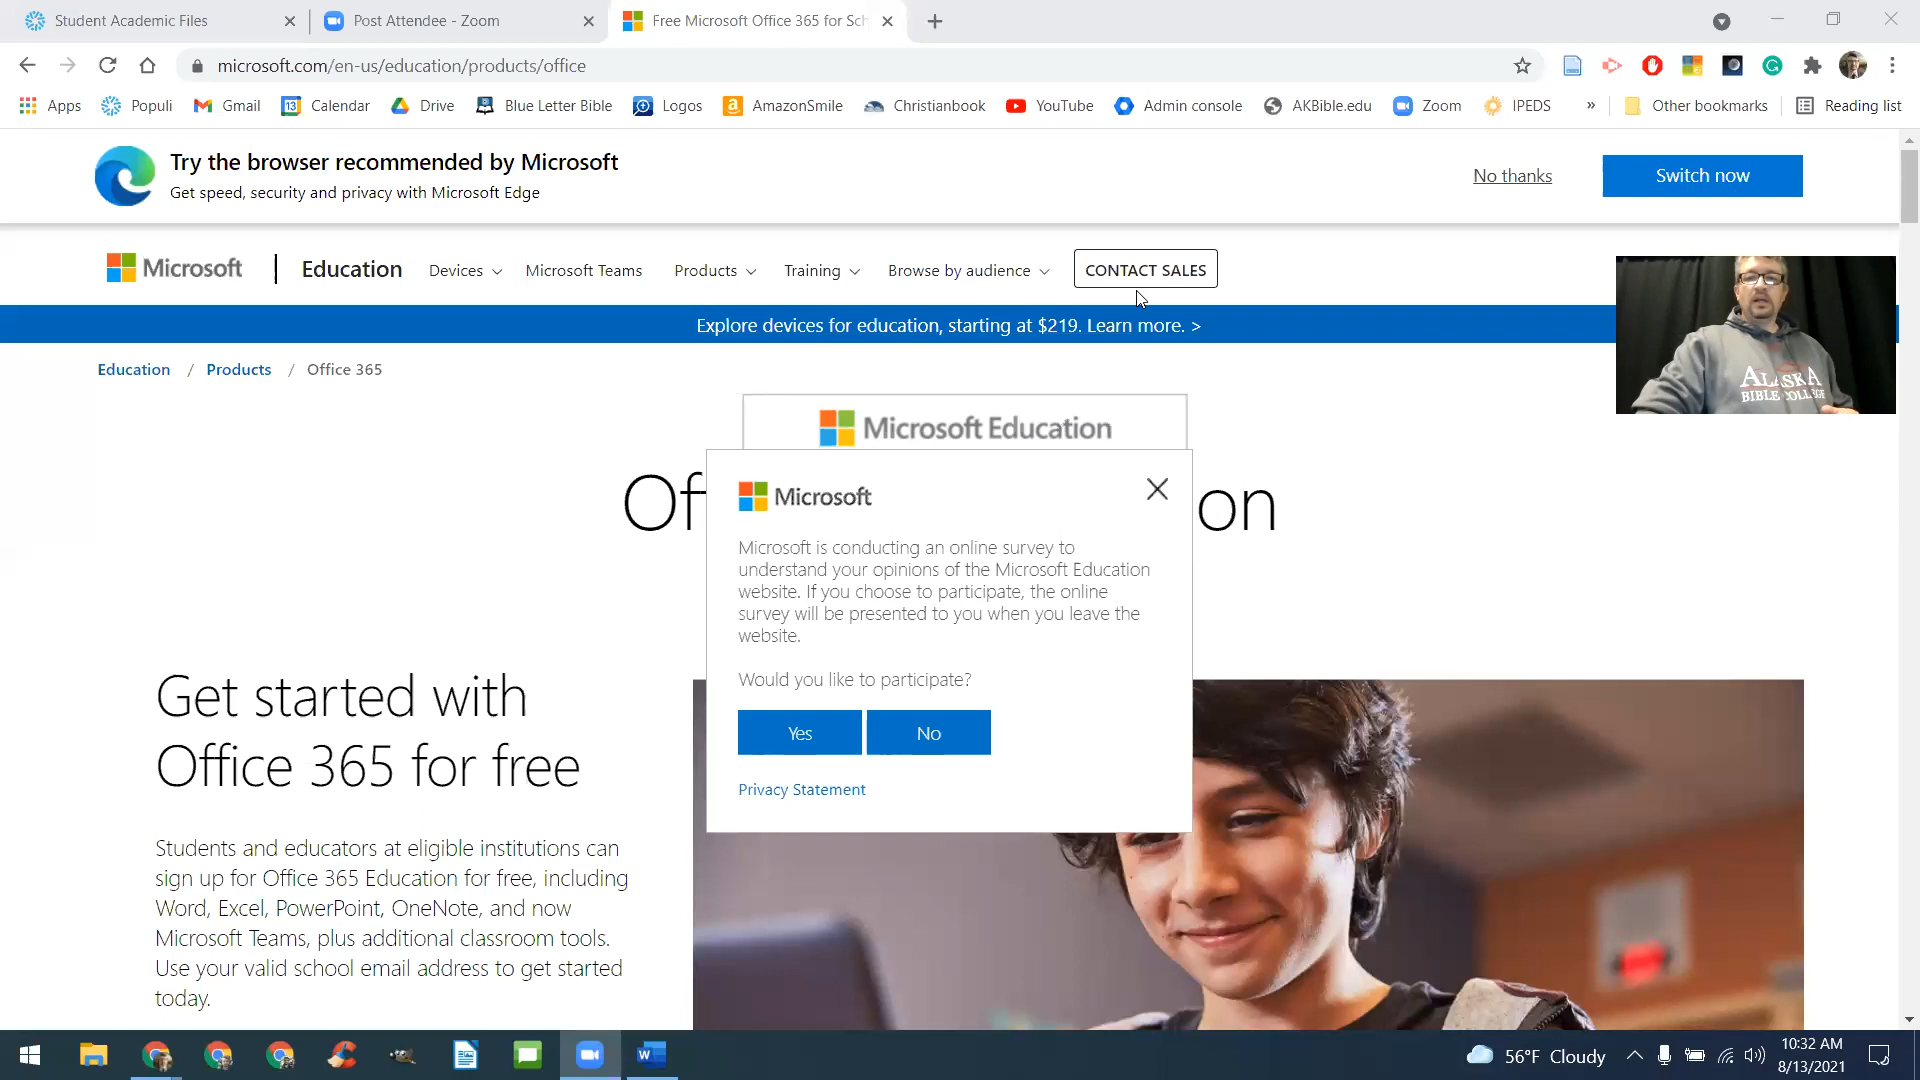 Student Academic Files
Post Attendee - Zoom
Free Microsoft Office 365 for Sch
microsoft.com/en-us/education/products/office
Apps
Populi
Gmail
13
Calendar
Drive
Blue Letter Bible
Logos
a
AmazonSmile
Christianbook
YouTube
Admin console
AKBible.edu
Zoom
IPEDS
»
Other bookmarks
Reading list
Try the browser recommended by Microsoft
Get speed, security and privacy with Microsoft Edge
No thanks
Switch now
Microsoft
Education
Devices
Microsoft Teams
Products
Training
Browse by audience
CONTACT SALES
Explore devices for education, starting at $219. Learn more. >
ALASKA
BIBLE COLLEGE
Education / Products / Office 365
Microsoft Education
Of
on
Microsoft
Microsoft is conducting an online survey to
understand your opinions of the Microsoft Education
website. If you choose to participate, the online
survey will be presented to you when you leave the
website.
Would you like to participate?
Yes
No
Privacy Statement
Get started with
Office 365 for free
Students and educators at eligible institutions can
sign up for Office 365 Education for free, including
Word, Excel, PowerPoint, OneNote, and now
Microsoft Teams, plus additional classroom tools.
Use your valid school email address to get started
today.
W
56°F Cloudy
10:32 AM
8/13/2021